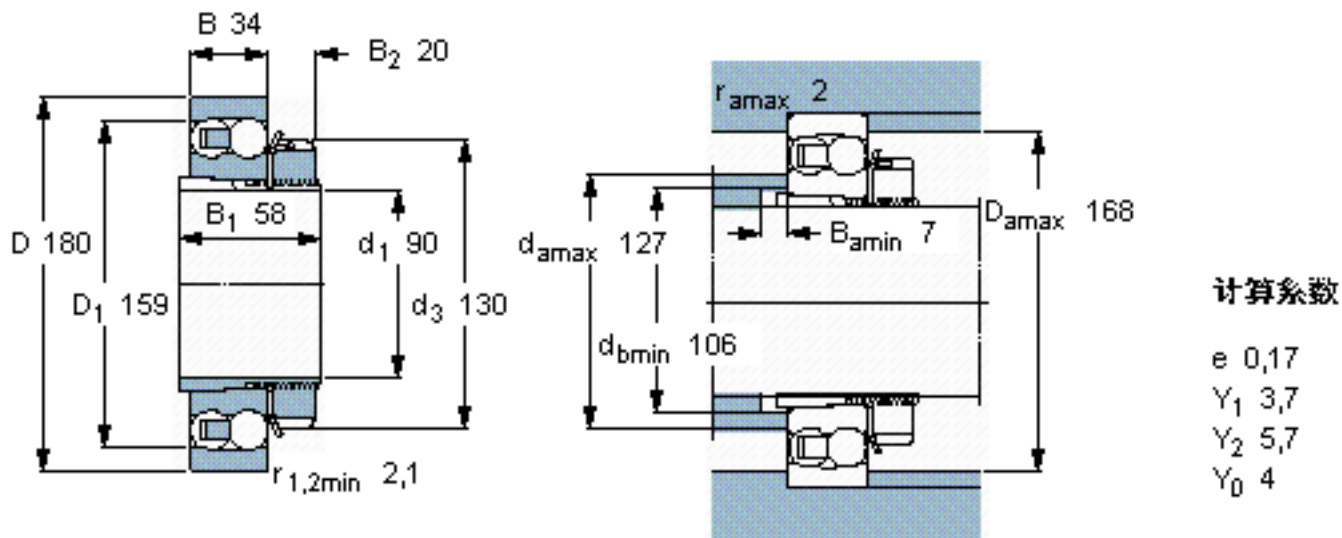 B 34
B2 20
D 180
D1 159
B1 58
d1 90
d3 130
r1,2min 2,1
ramax 2
damax 127
dbmin 106
Bamin 7
Damax 168
计算系数
e 0,17
Y1 3,7
Y2 5,7
Y0 4